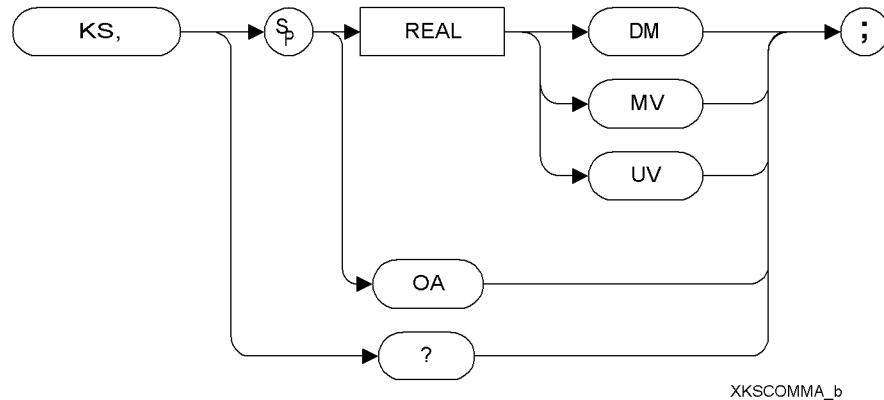 KS,
Sp
REAL
DM
;
MV
UV
OA
?
XKSCOMMA_b